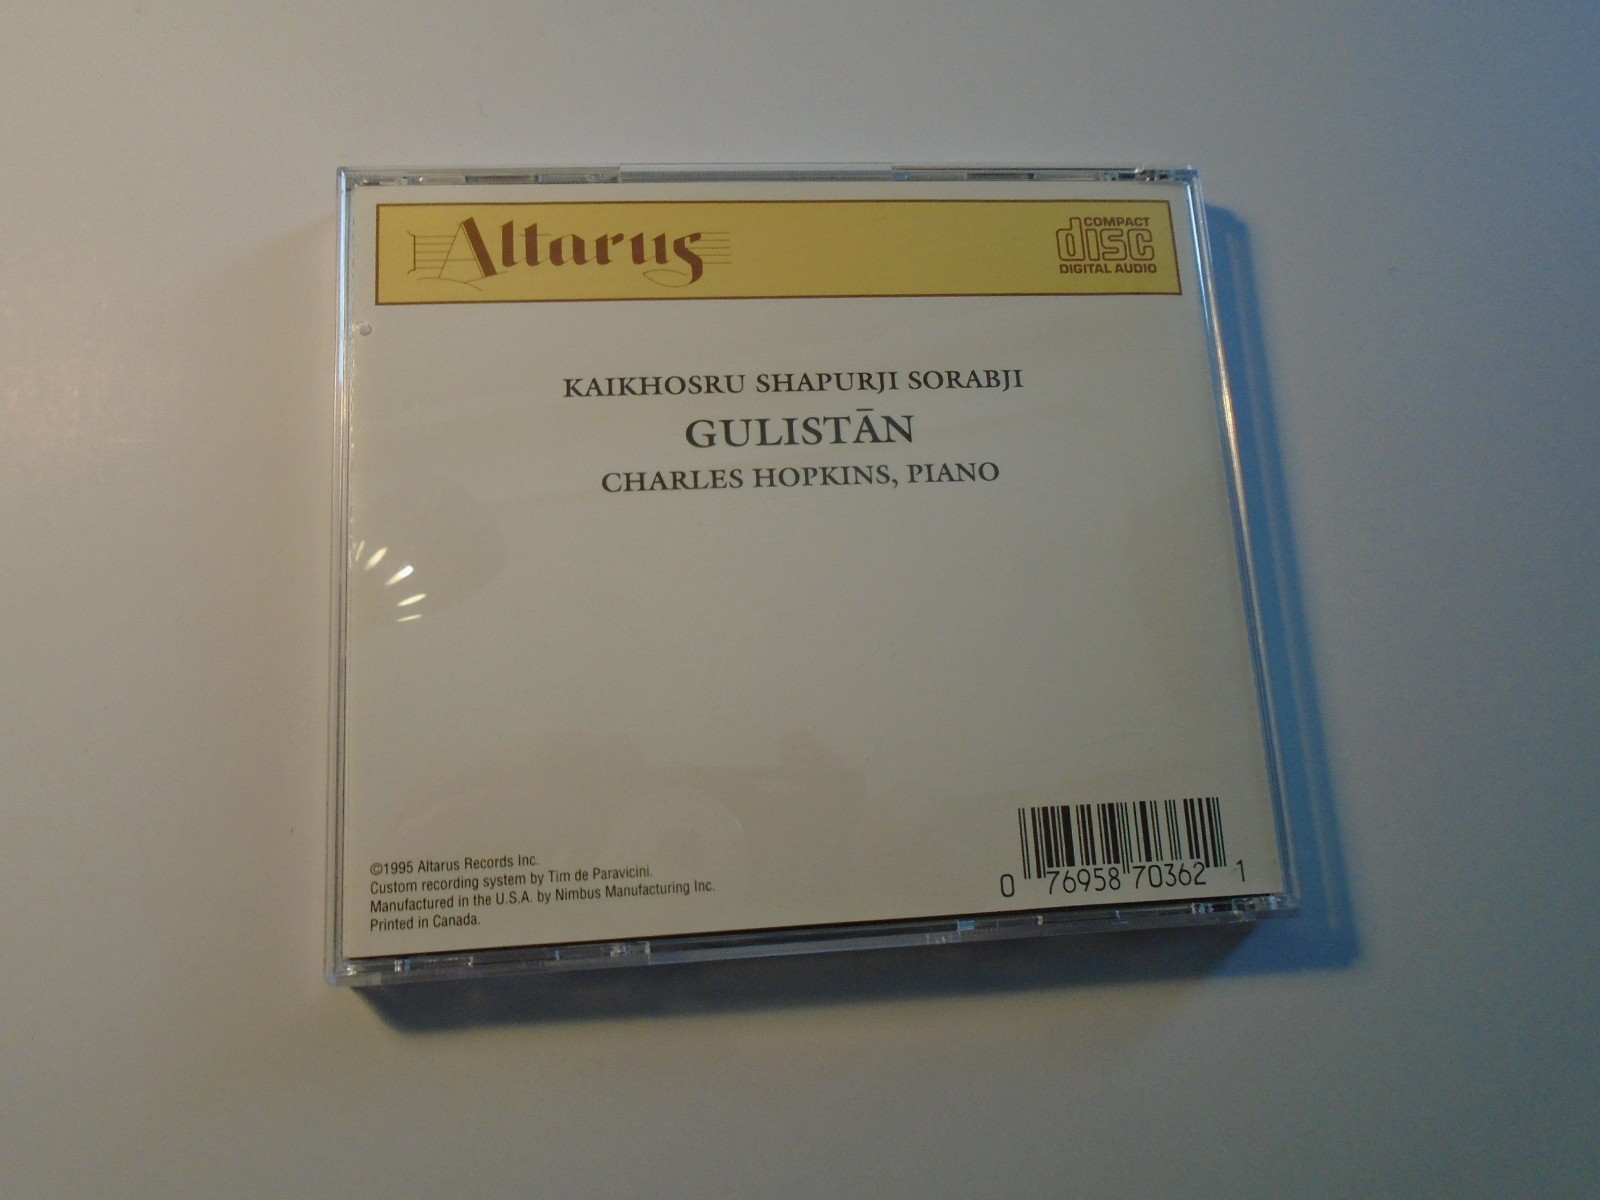 Altarus
COMPACT
disc
DIGITAL AUDIO
KAIKHOSRU SHAPURJI SORABJI
GULISTĀN
CHARLES HOPKINS, PIANO
©1995 Altarus Records Inc.
Custom recording system by Tim de Paravicini.
Manufactured in the U.S.A. by Nimbus Manufacturing Inc.
Printed in Canada.
0 76958 70362 1